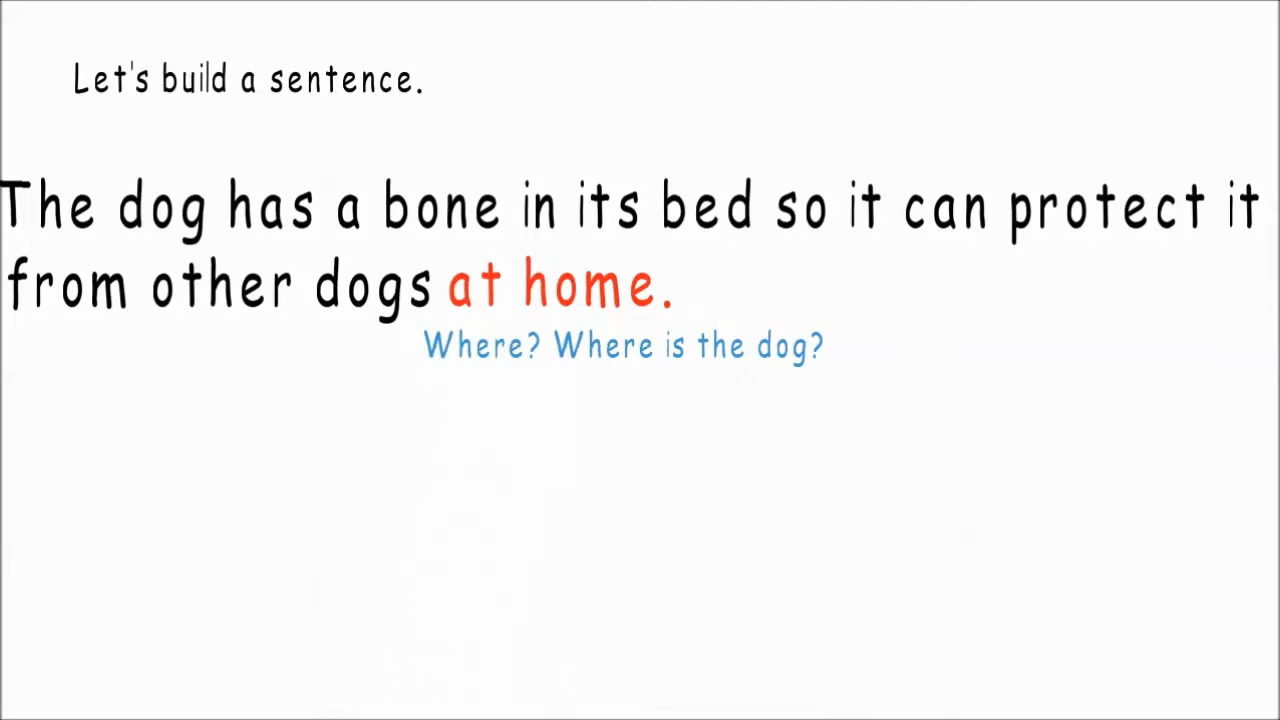 Let's build a sentence.
The dog has a bone in its bed so it can protect it
from other dogs at home.
Where? Where is the dog?